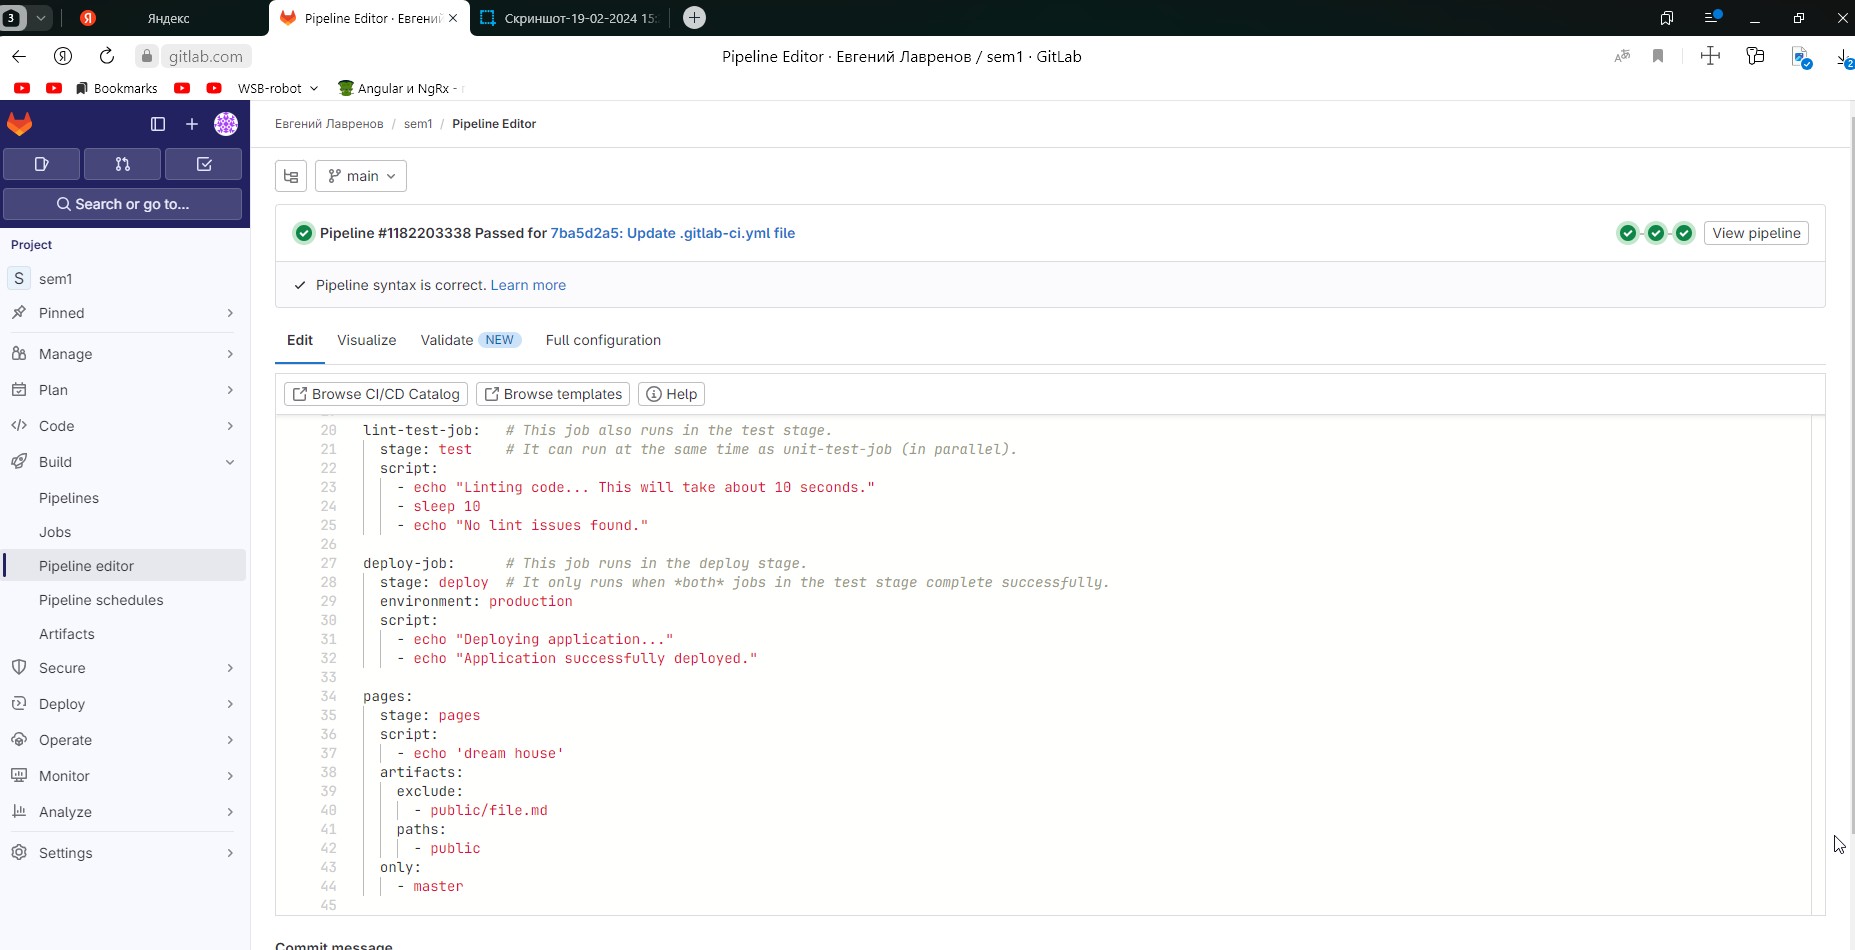 3
Я
Яндекс
Pipeline Editor · Евгений
Скриншот-19-02-2024 15:
Я
gitlab.com
Pipeline Editor · Евгений Лавренов / sem1 · GitLab
2
Bookmarks
WSB-robot
Angular и NgRx -
Евгений Лавренов / sem1 / Pipeline Editor
main
Search or go to...
Pipeline #1182203338 Passed for 7ba5d2a5: Update .gitlab-ci.yml file
View pipeline
Project
Pipeline syntax is correct. Learn more
S sem1
Pinned
Manage
Plan
Code
Build
Pipelines
Jobs
Pipeline editor
Pipeline schedules
Artifacts
Secure
Deploy
Operate
Monitor
Analyze
Settings
Edit Visualize Validate NEW Full configuration
Browse CI/CD Catalog Browse templates Help
20 lint-test-job:   # This job also runs in the test stage.
21   stage: test    # It can run at the same time as unit-test-job (in parallel).
22   script:
23     - echo "Linting code... This will take about 10 seconds."
24     - sleep 10
25     - echo "No lint issues found."
26
27 deploy-job:      # This job runs in the deploy stage.
28   stage: deploy  # It only runs when *both* jobs in the test stage complete successfully.
29   environment: production
30   script:
31     - echo "Deploying application..."
32     - echo "Application successfully deployed."
33
34 pages:
35   stage: pages
36   script:
37     - echo 'dream house'
38   artifacts:
39     exclude:
40       - public/file.md
41     paths:
42       - public
43   only:
44     - master
45
Commit message